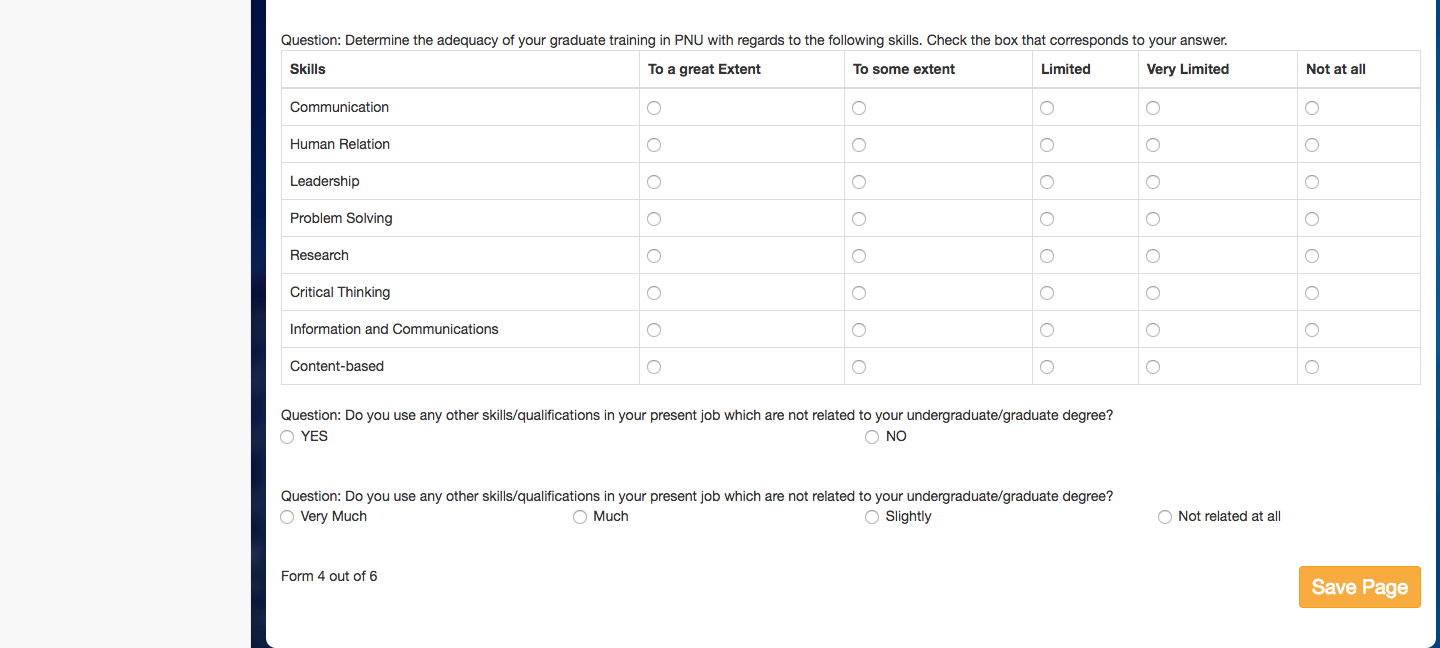 Question: Determine the adequacy of your graduate training in PNU with regards to the following skills. Check the box that corresponds to your answer.
Skills To a great Extent To some extent Limited Very Limited Not at all
Communication
Human Relation
Leadership
Problem Solving
Research
Critical Thinking
Information and Communications
Content-based
Question: Do you use any other skills/qualifications in your present job which are not related to your undergraduate/graduate degree?
YES NO
Question: Do you use any other skills/qualifications in your present job which are not related to your undergraduate/graduate degree?
Very Much Much Slightly Not related at all
Form 4 out of 6
Save Page